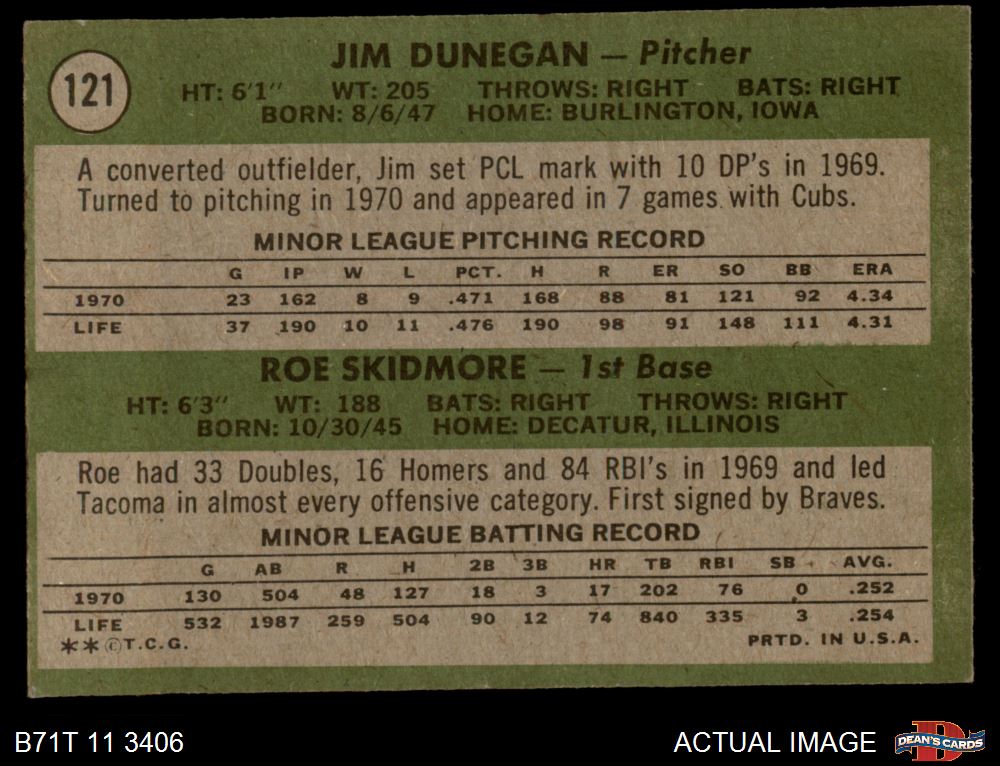 121
JIM DUNEGAN — Pitcher
HT: 6'1" WT: 205 THROWS: RIGHT BATS: RIGHT
BORN: 8/6/47 HOME: BURLINGTON, IOWA
A converted outfielder, Jim set PCL mark with 10 DP's in 1969.
Turned to pitching in 1970 and appeared in 7 games with Cubs.
MINOR LEAGUE PITCHING RECORD
G IP W L PCT. H R ER SO BB ERA
1970 23 162 8 9 .471 168 88 81 121 92 4.34
LIFE 37 190 10 11 .476 190 98 91 148 111 4.31
ROE SKIDMORE — 1st Base
HT: 6'3" WT: 188 BATS: RIGHT THROWS: RIGHT
BORN: 10/30/45 HOME: DECATUR, ILLINOIS
Roe had 33 Doubles, 16 Homers and 84 RBI's in 1969 and led
Tacoma in almost every offensive category. First signed by Braves.
MINOR LEAGUE BATTING RECORD
G AB R H 2B 3B HR TB RBI SB AVG.
1970 130 504 48 127 18 3 17 202 76 0 .252
LIFE 532 1987 259 504 90 12 74 840 335 3 .254
**©T.C.G. PRTD. IN U.S.A.
B71T 11 3406 ACTUAL IMAGE DEAN'S CARDS